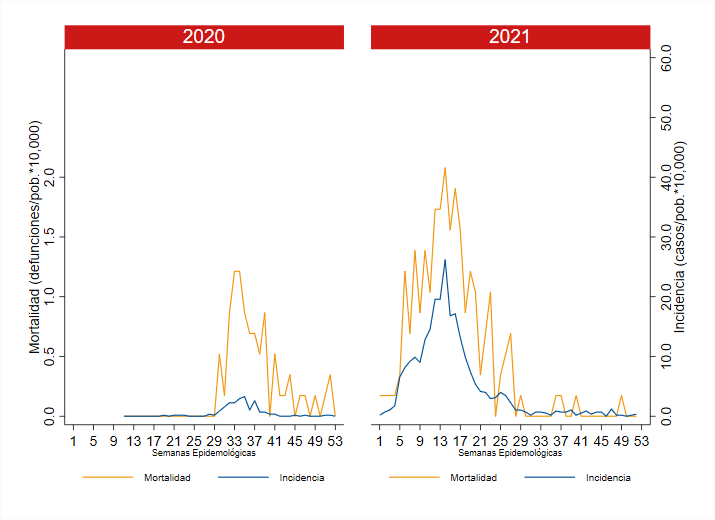 2020 2021
Mortalidad (defunciones/pob.*10,000)
0.0 0.5 1.0 1.5 2.0
Incidencia (casos/pob.*10,000)
0.0 10.0 20.0 30.0 40.0 50.0 60.0
1 5 9 13 17 21 25 29 33 37 41 45 49 53
1 5 9 13 17 21 25 29 33 37 41 45 49 53
Semanas Epidemológicas Semanas Epidemológicas
Mortalidad Incidencia Mortalidad Incidencia